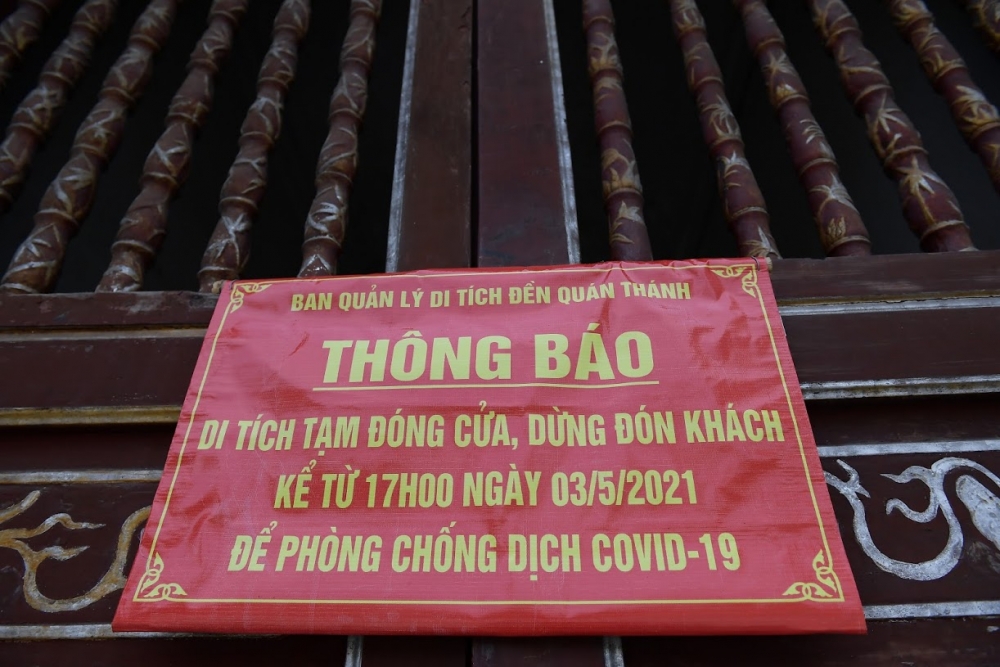 BAN QUẢN LÝ DI TÍCH ĐỀN QUÁN THÁNH
THÔNG BÁO
DI TÍCH TẠM ĐÓNG CỬA, DỪNG ĐÓN KHÁCH
KỂ TỪ 17H00 NGÀY 03/5/2021
ĐỂ PHÒNG CHỐNG DỊCH COVID-19